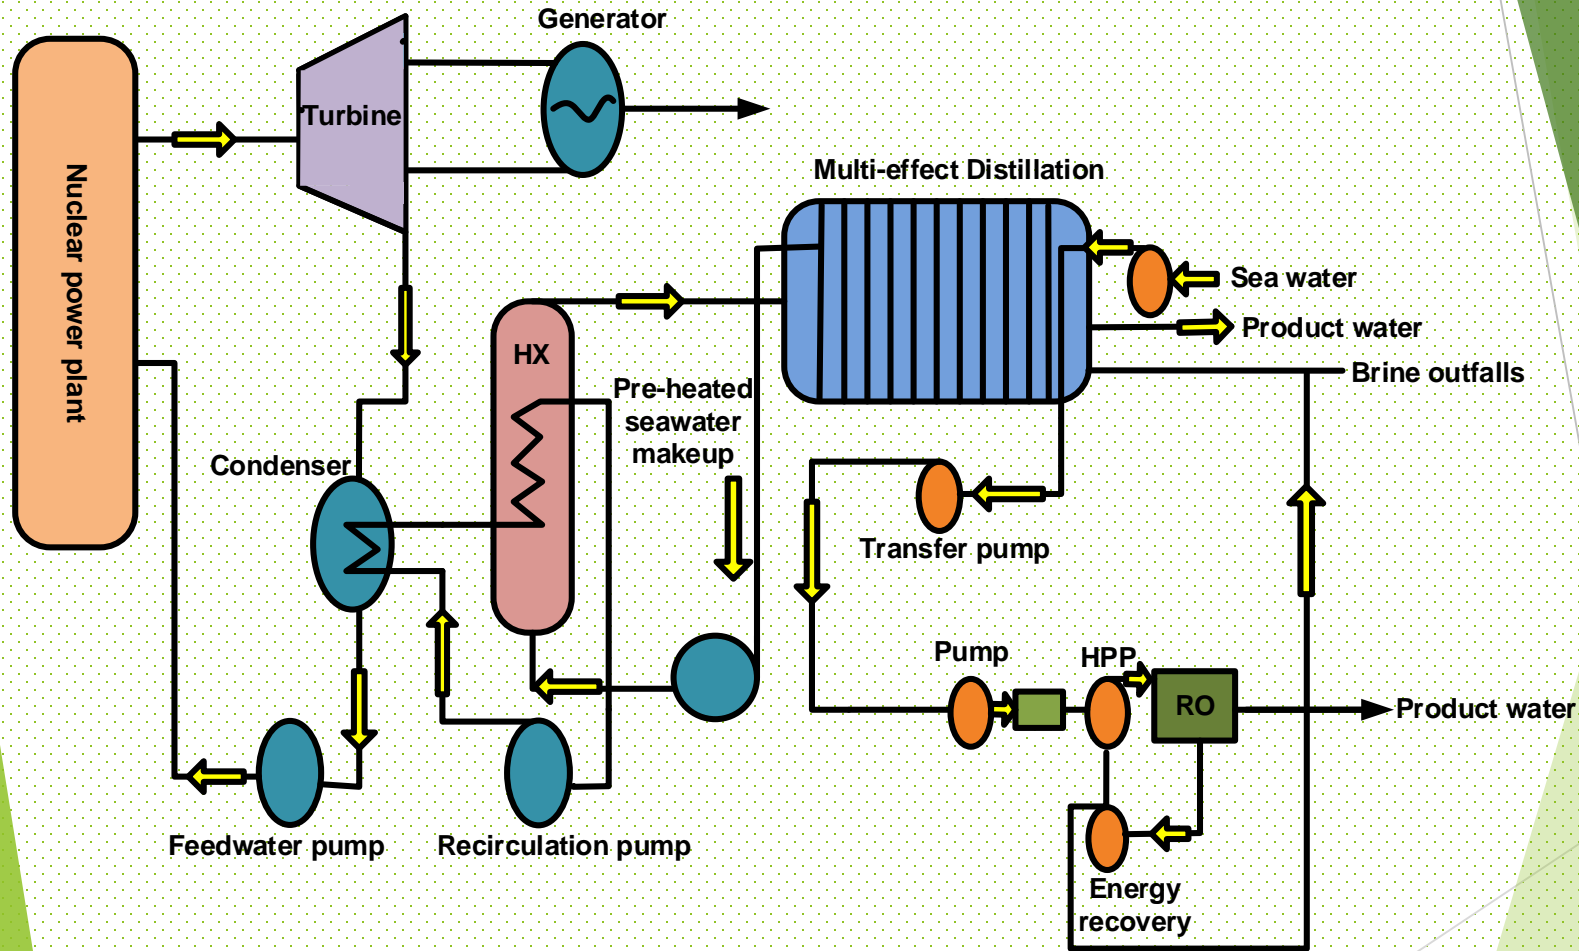 Generator
Turbine
Nuclear power plant
Multi-effect Distillation
Sea water
Product water
HX
Pre-heated
seawater
makeup
Brine outfalls
Condenser
Transfer pump
Pump
HPP
RO
Product water
Feedwater pump
Recirculation pump
Energy
recovery